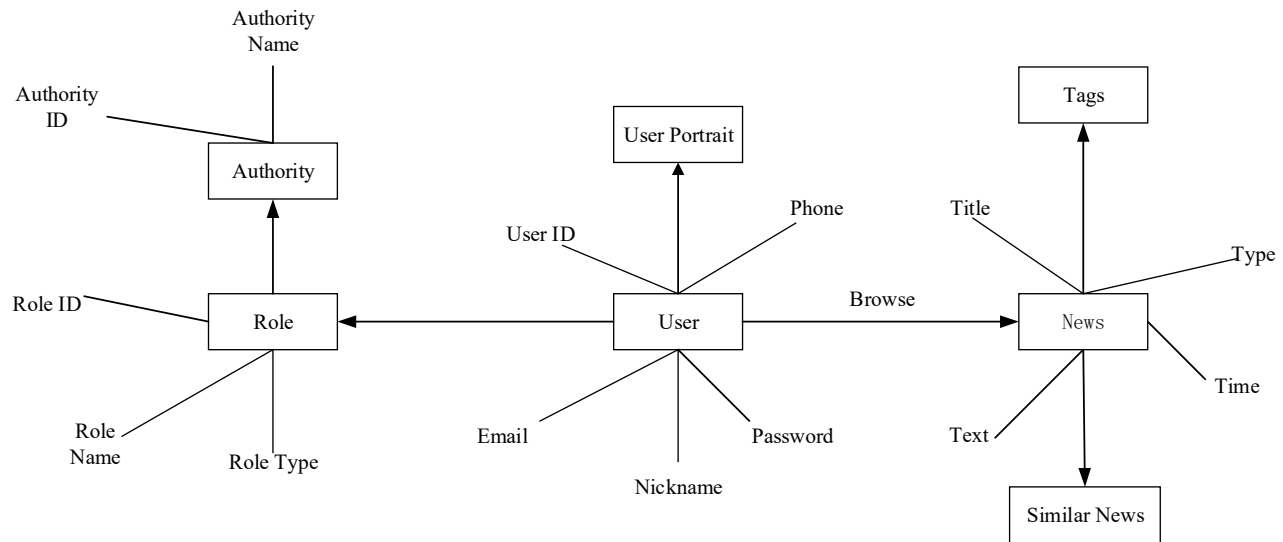 Authority
Name
Authority
ID
Authority
User Portrait
Tags
User ID
Phone
Title
Type
Role ID
Role
User
Browse
News
Time
Role
Name
Role Type
Email
Nickname
Password
Text
Similar News